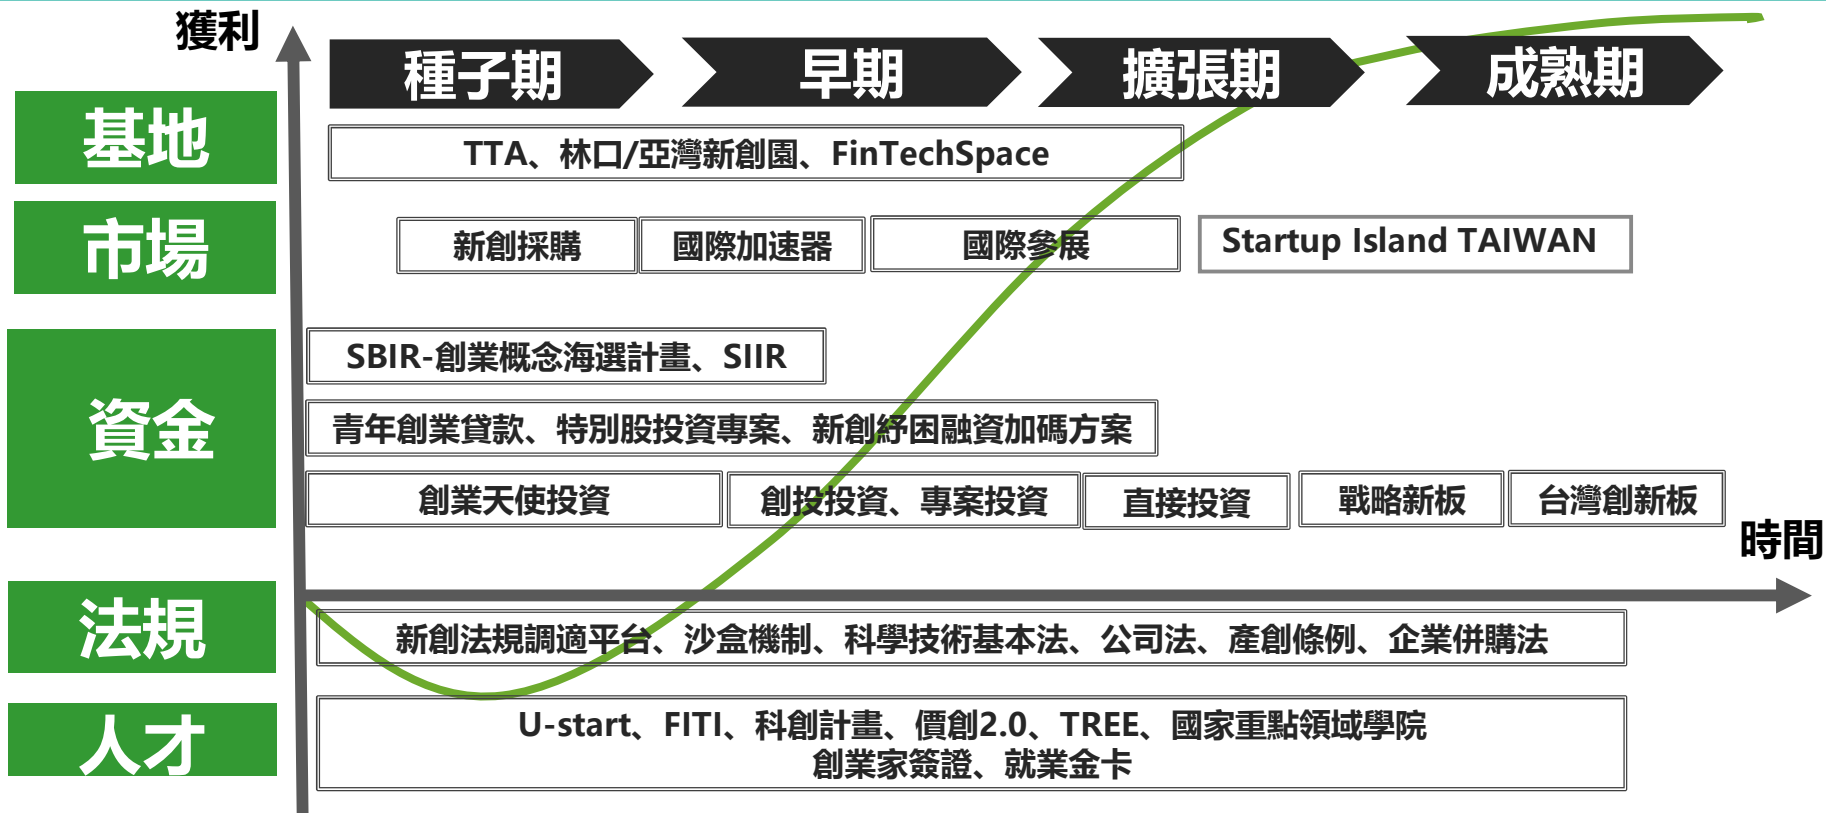 獲利
種子期
早期
擴張期
成熟期
基地
TTA、林口/亞灣新創園、FinTechSpace
市場
新創採購
國際加速器
國際參展
Startup Island TAIWAN
資金
SBIR-創業概念海選計畫、SIIR
青年創業貸款、特別股投資專案、新創紓困融資加碼方案
創業天使投資
創投投資、專案投資
直接投資
戰略新板
台灣創新板
時間
法規
新創法規調適平台、沙盒機制、科學技術基本法、公司法、產創條例、企業併購法
人才
U-start、FITI、科創計畫、價創2.0、TREE、國家重點領域學院
創業家簽證、就業金卡